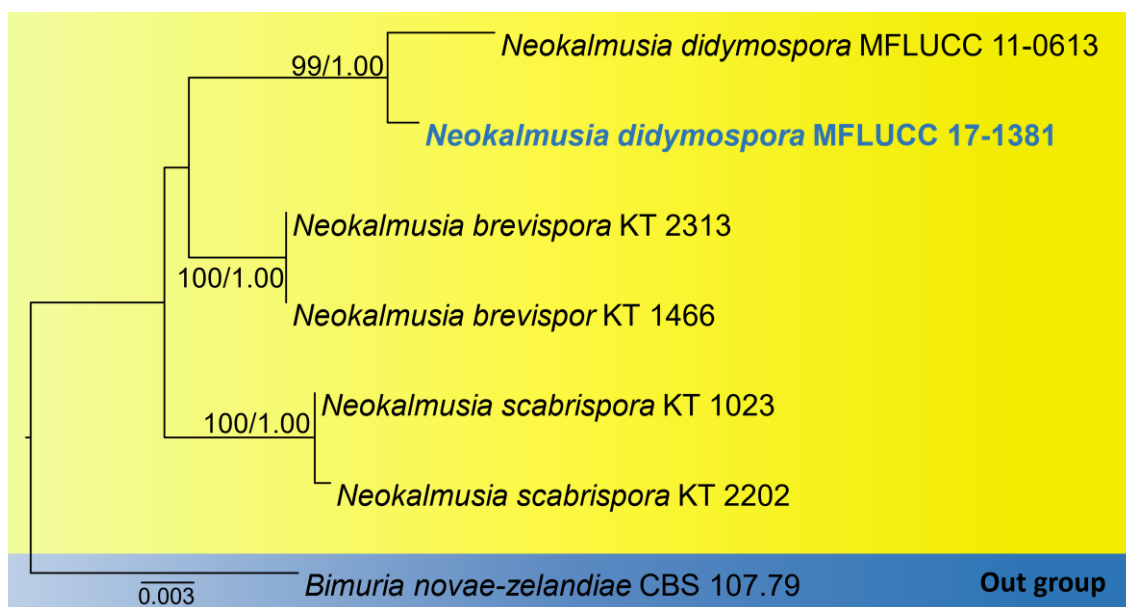 Neokalmusia didymospora MFLUCC 11-0613
99/1.00
Neokalmusia didymospora MFLUCC 17-1381
Neokalmusia brevispora KT 2313
100/1.00
Neokalmusia brevispor KT 1466
Neokalmusia scabrispora KT 1023
100/1.00
Neokalmusia scabrispora KT 2202
Bimuria novae-zelandiae CBS 107.79
Out group
0.003